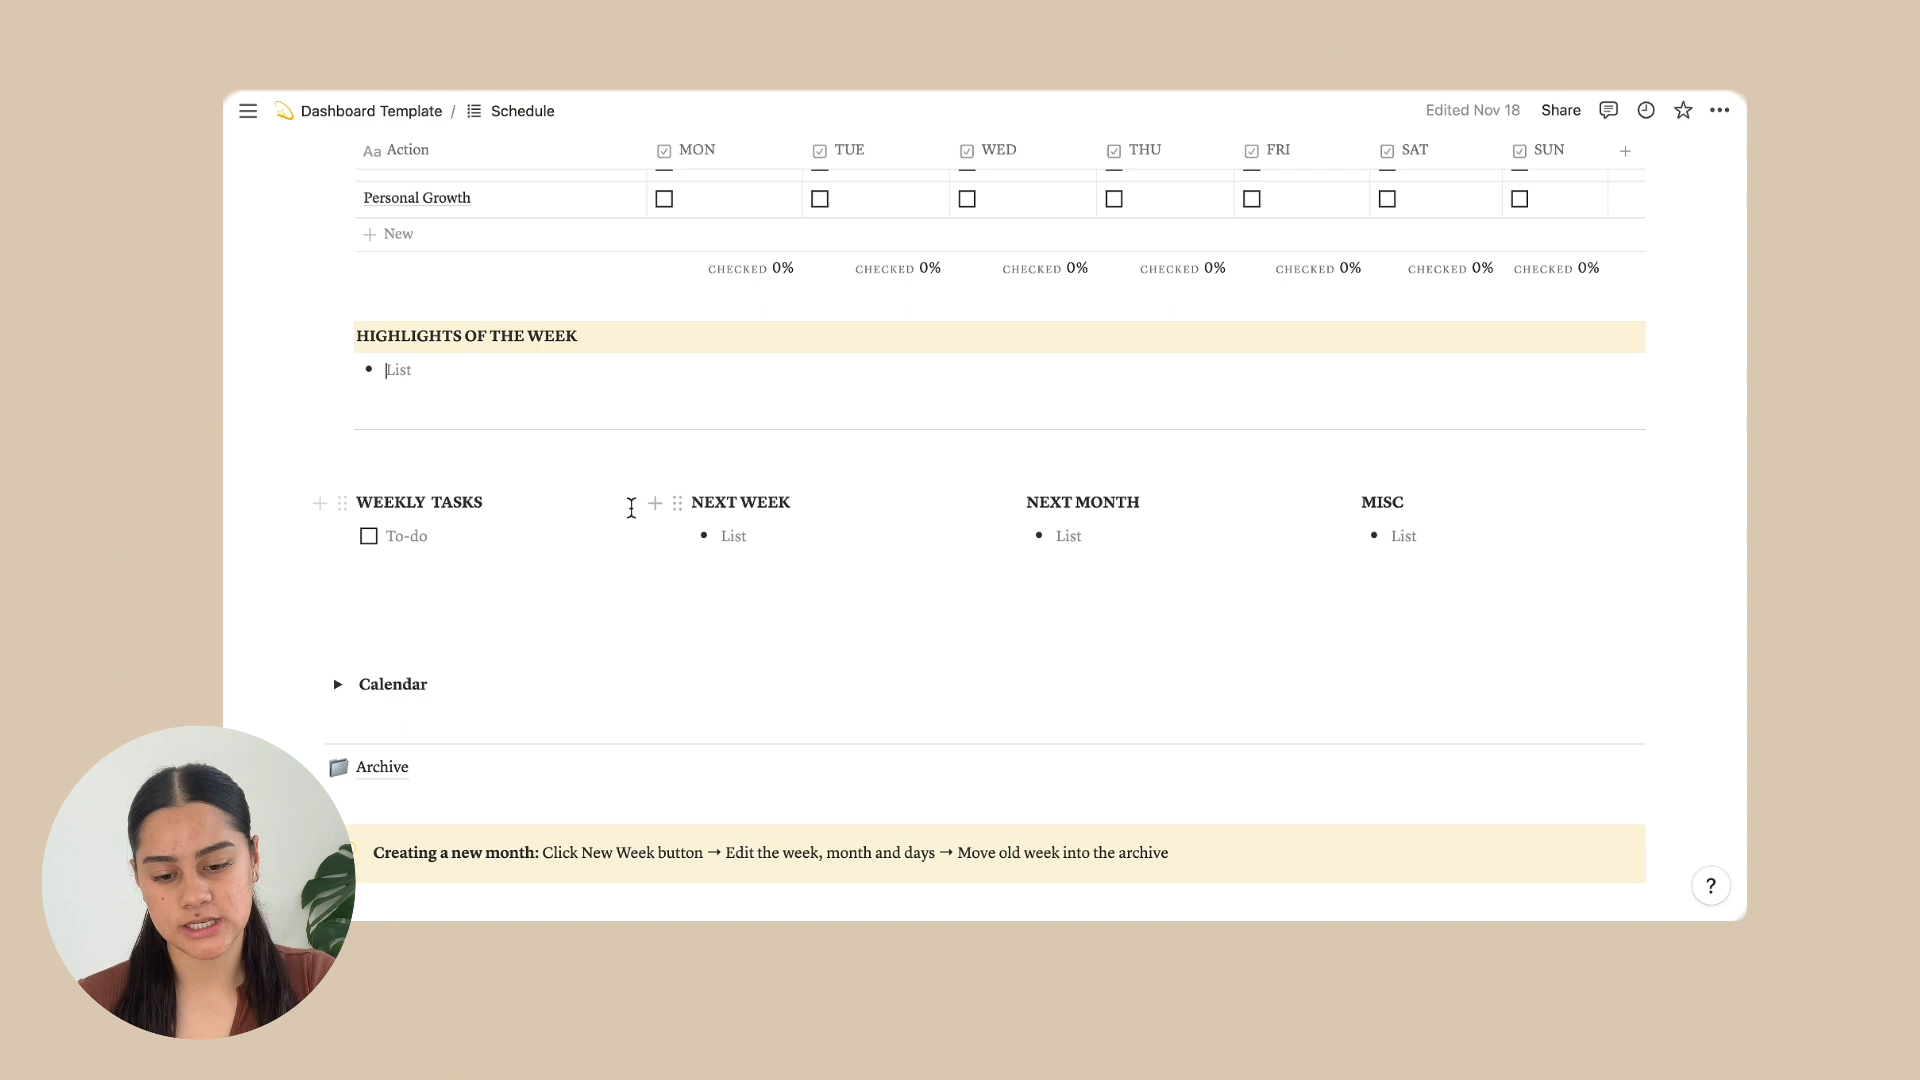 Dashboard Template / Schedule
Edited Nov 18 Share
Aa Action MON TUE WED THU FRI SAT SUN +
Personal Growth
+ New
CHECKED 0% CHECKED 0% CHECKED 0% CHECKED 0% CHECKED 0% CHECKED 0% CHECKED 0%
HIGHLIGHTS OF THE WEEK
• List
WEEKLY TASKS
To-do
NEXT WEEK
• List
NEXT MONTH
• List
MISC
• List
Calendar
Archive
Creating a new month: Click New Week button → Edit the week, month and days → Move old week into the archive
?